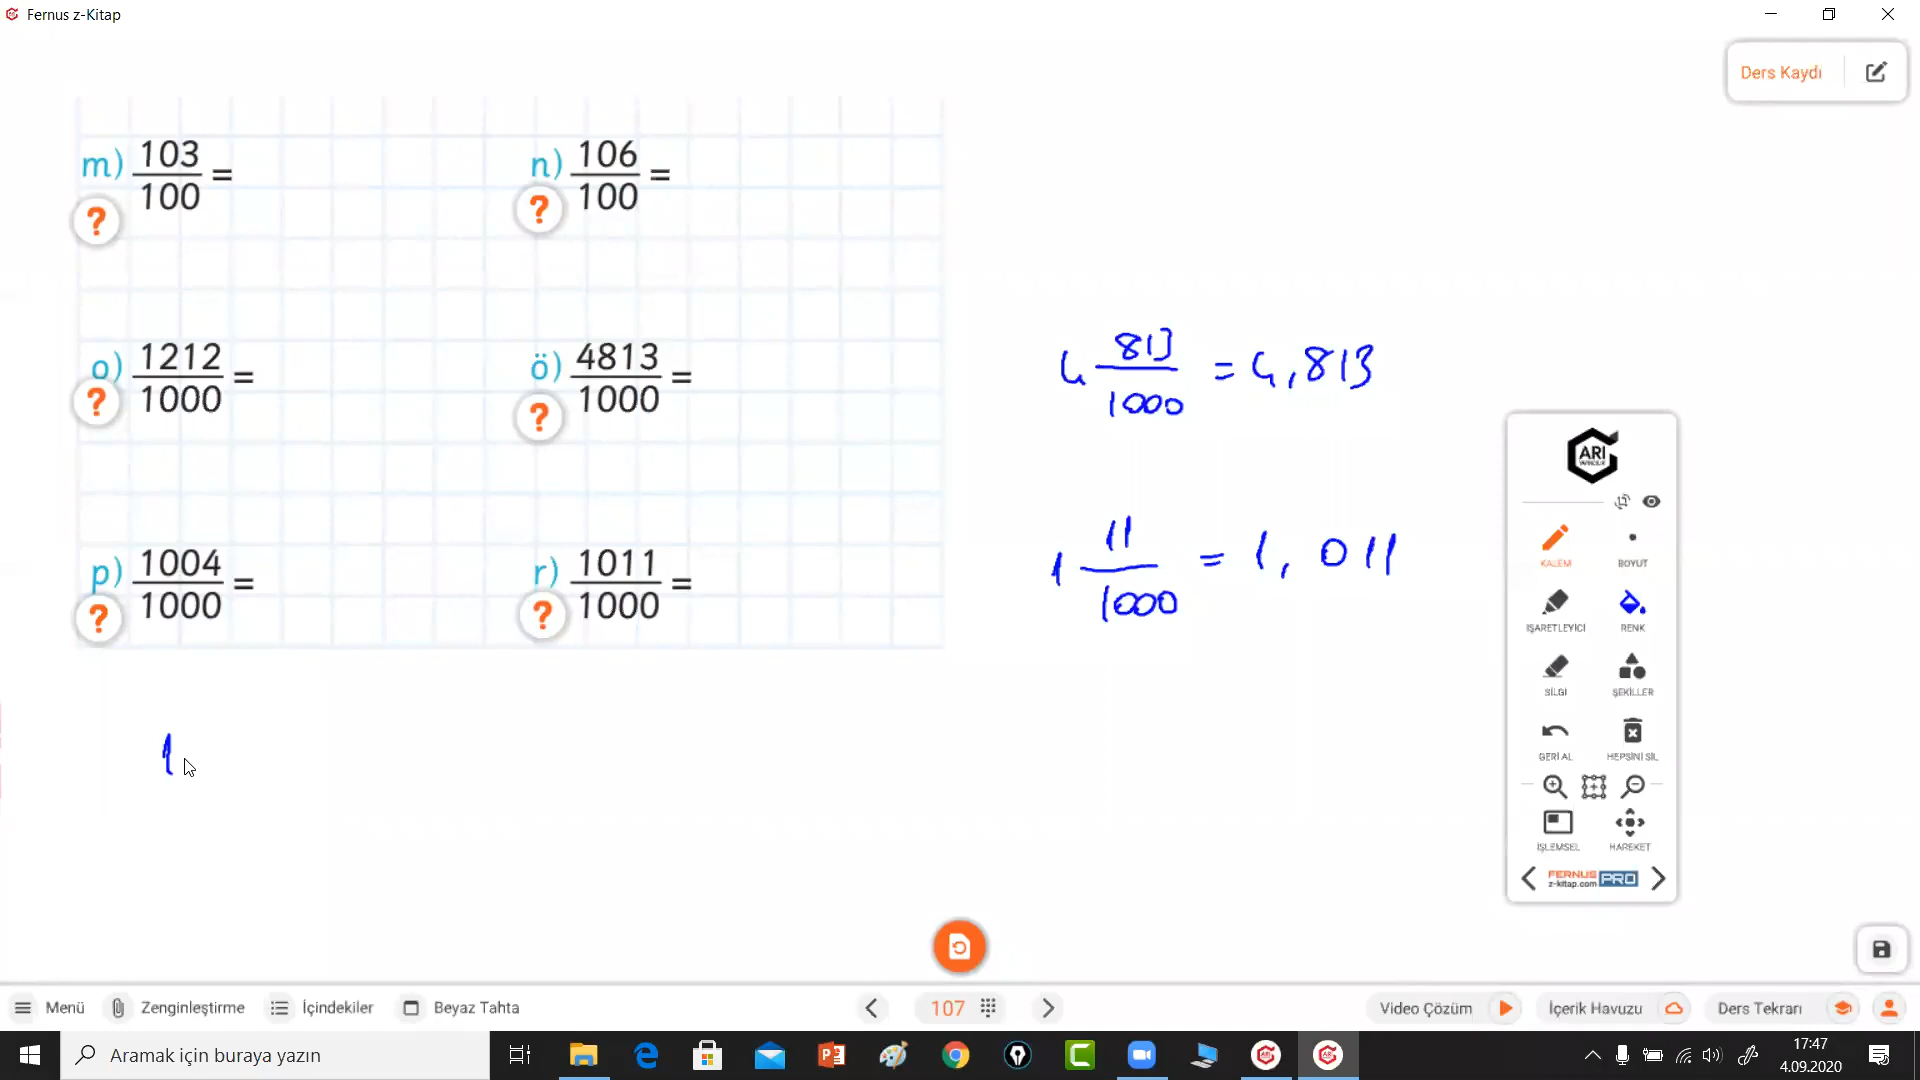 Fernus z-Kitap
Ders Kaydı
m) 103/100 =
n) 106/100 =
?
?
o) 1212/1000 =
ö) 4813/1000 =
?
?
p) 1004/1000 =
r) 1011/1000 =
?
?
4 813/1000 = 4,813
1 11/1000 = 1, 011
1
ARI
YAYINCILIK
KALEM
BOYUT
İŞARETLEYİCİ
RENK
SİLGİ
ŞEKİLLER
GERİ AL
HEPSİNİ SİL
İŞLEMSEL
HAREKET
FERNUS
z-kitap.com PRO
Menü
Zenginleştirme
İçindekiler
Beyaz Tahta
107
Video Çözüm
İçerik Havuzu
Ders Tekrarı
Aramak için buraya yazın
17:47
4.09.2020